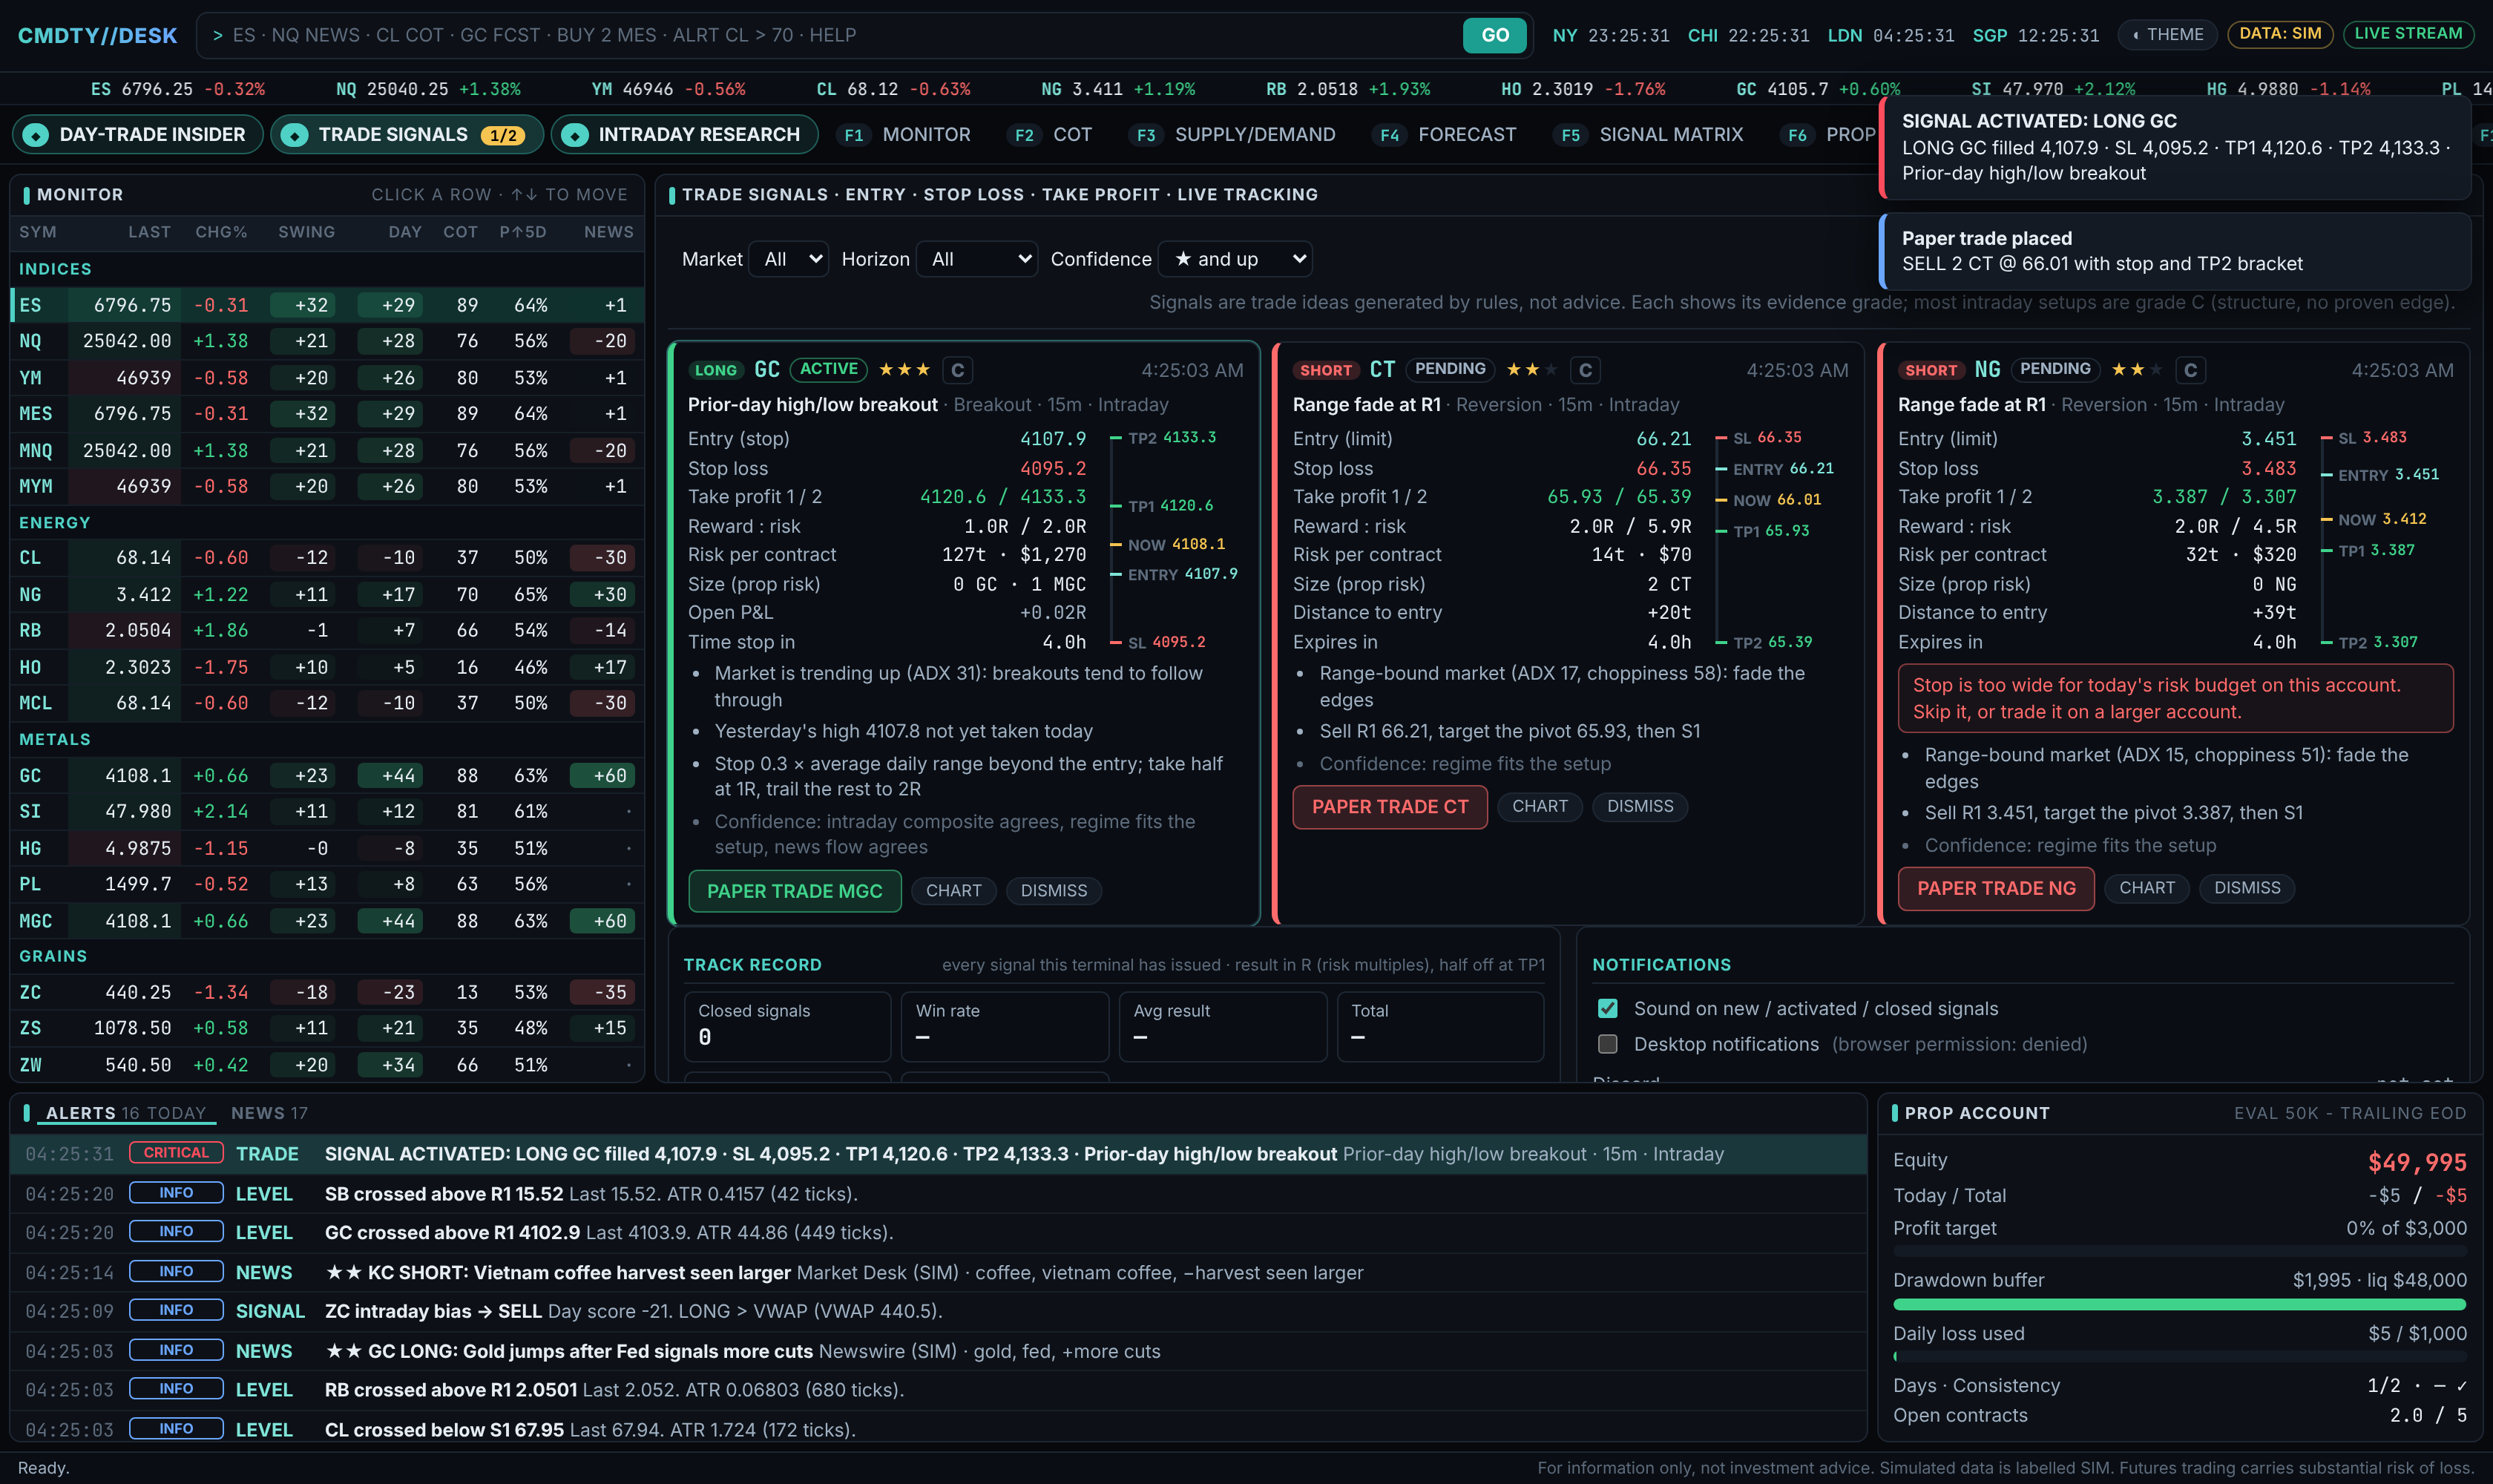 CMDTY//DESK
> ES · NQ NEWS · CL COT · GC FCST · BUY 2 MES · ALRT CL > 70 · HELP
GO
NY 23:25:31 CHI 22:25:31 LDN 04:25:31 SGP 12:25:31
THEME
DATA: SIM
LIVE STREAM
ES 6796.25 -0.32% NQ 25040.25 +1.38% YM 46946 -0.56% CL 68.12 -0.63% NG 3.411 +1.19% RB 2.0518 +1.93% HO 2.3019 -1.76% GC 4105.7 +0.60% SI 47.970 +2.12% HG 4.9880 -1.14% PL 14
DAY-TRADE INSIDER
TRADE SIGNALS 1/2
INTRADAY RESEARCH
F1 MONITOR F2 COT F3 SUPPLY/DEMAND F4 FORECAST F5 SIGNAL MATRIX F6 PROP
SIGNAL ACTIVATED: LONG GC
LONG GC filled 4,107.9 · SL 4,095.2 · TP1 4,120.6 · TP2 4,133.3 ·
Prior-day high/low breakout
Paper trade placed
SELL 2 CT @ 66.01 with stop and TP2 bracket
MONITOR CLICK A ROW · ↑↓ TO MOVE
SYM LAST CHG% SWING DAY COT P↑5D NEWS
INDICES
ES 6796.75 -0.31 +32 +29 89 64% +1
NQ 25042.00 +1.38 +21 +28 76 56% -20
YM 46939 -0.58 +20 +26 80 53% +1
MES 6796.75 -0.31 +32 +29 89 64% +1
MNQ 25042.00 +1.38 +21 +28 76 56% -20
MYM 46939 -0.58 +20 +26 80 53% +1
ENERGY
CL 68.14 -0.60 -12 -10 37 50% -30
NG 3.412 +1.22 +11 +17 70 65% +30
RB 2.0504 +1.86 -1 +7 66 54% -14
HO 2.3023 -1.75 +10 +5 16 46% +17
MCL 68.14 -0.60 -12 -10 37 50% -30
METALS
GC 4108.1 +0.66 +23 +44 88 63% +60
SI 47.980 +2.14 +11 +12 81 61% ·
HG 4.9875 -1.15 -0 -8 35 51% ·
PL 1499.7 -0.52 +13 +8 63 56% ·
MGC 4108.1 +0.66 +23 +44 88 63% +60
GRAINS
ZC 440.25 -1.34 -18 -23 13 53% -35
ZS 1078.50 +0.58 +11 +21 35 48% +15
ZW 540.50 +0.42 +20 +34 66 51% ·
TRADE SIGNALS · ENTRY · STOP LOSS · TAKE PROFIT · LIVE TRACKING
Market All Horizon All Confidence ★ and up
Signals are trade ideas generated by rules, not advice. Each shows its evidence grade; most intraday setups are grade C (structure, no proven edge).
LONG GC ACTIVE ★★★ C 4:25:03 AM
Prior-day high/low breakout · Breakout · 15m · Intraday
Entry (stop) 4107.9
Stop loss 4095.2
Take profit 1 / 2 4120.6 / 4133.3
Reward : risk 1.0R / 2.0R
Risk per contract 127t · $1,270
Size (prop risk) 0 GC · 1 MGC
Open P&L +0.02R
Time stop in 4.0h
TP2 4133.3
TP1 4120.6
NOW 4108.1
ENTRY 4107.9
SL 4095.2
• Market is trending up (ADX 31): breakouts tend to follow
through
• Yesterday's high 4107.8 not yet taken today
• Stop 0.3 × average daily range beyond the entry; take half
at 1R, trail the rest to 2R
• Confidence: intraday composite agrees, regime fits the
setup, news flow agrees
PAPER TRADE MGC CHART DISMISS
SHORT CT PENDING ★★★ C 4:25:03 AM
Range fade at R1 · Reversion · 15m · Intraday
Entry (limit) 66.21
Stop loss 66.35
Take profit 1 / 2 65.93 / 65.39
Reward : risk 2.0R / 5.9R
Risk per contract 14t · $70
Size (prop risk) 2 CT
Distance to entry +20t
Expires in 4.0h
SL 66.35
ENTRY 66.21
NOW 66.01
TP1 65.93
TP2 65.39
• Range-bound market (ADX 17, choppiness 58): fade the
edges
• Sell R1 66.21, target the pivot 65.93, then S1
• Confidence: regime fits the setup
PAPER TRADE CT CHART DISMISS
SHORT NG PENDING ★★★ C 4:25:03 AM
Range fade at R1 · Reversion · 15m · Intraday
Entry (limit) 3.451
Stop loss 3.483
Take profit 1 / 2 3.387 / 3.307
Reward : risk 2.0R / 4.5R
Risk per contract 32t · $320
Size (prop risk) 0 NG
Distance to entry +39t
Expires in 4.0h
SL 3.483
ENTRY 3.451
NOW 3.412
TP1 3.387
TP2 3.307
Stop is too wide for today's risk budget on this account.
Skip it, or trade it on a larger account.
• Range-bound market (ADX 15, choppiness 51): fade the
edges
• Sell R1 3.451, target the pivot 3.387, then S1
• Confidence: regime fits the setup
PAPER TRADE NG CHART DISMISS
TRACK RECORD every signal this terminal has issued · result in R (risk multiples), half off at TP1
Closed signals Win rate Avg result Total
0 — — —
NOTIFICATIONS
Sound on new / activated / closed signals
Desktop notifications (browser permission: denied)
ALERTS 16 TODAY NEWS 17
04:25:31 CRITICAL TRADE SIGNAL ACTIVATED: LONG GC filled 4,107.9 · SL 4,095.2 · TP1 4,120.6 · TP2 4,133.3 · Prior-day high/low breakout Prior-day high/low breakout · 15m · Intraday
04:25:20 INFO LEVEL SB crossed above R1 15.52 Last 15.52. ATR 0.4157 (42 ticks).
04:25:20 INFO LEVEL GC crossed above R1 4102.9 Last 4103.9. ATR 44.86 (449 ticks).
04:25:14 INFO NEWS ★★ KC SHORT: Vietnam coffee harvest seen larger Market Desk (SIM) · coffee, vietnam coffee, −harvest seen larger
04:25:09 INFO SIGNAL ZC intraday bias → SELL Day score -21. LONG > VWAP (VWAP 440.5).
04:25:03 INFO NEWS ★★ GC LONG: Gold jumps after Fed signals more cuts Newswire (SIM) · gold, fed, +more cuts
04:25:03 INFO LEVEL RB crossed above R1 2.0501 Last 2.052. ATR 0.06803 (680 ticks).
04:25:03 INFO LEVEL CL crossed below S1 67.95 Last 67.94. ATR 1.724 (172 ticks).
PROP ACCOUNT EVAL 50K - TRAILING EOD
Equity $49,995
Today / Total -$5 / -$5
Profit target 0% of $3,000
Drawdown buffer $1,995 · liq $48,000
Daily loss used $5 / $1,000
Days · Consistency 1/2 · — ✓
Open contracts 2.0 / 5
Ready.
For information only, not investment advice. Simulated data is labelled SIM. Futures trading carries substantial risk of loss.